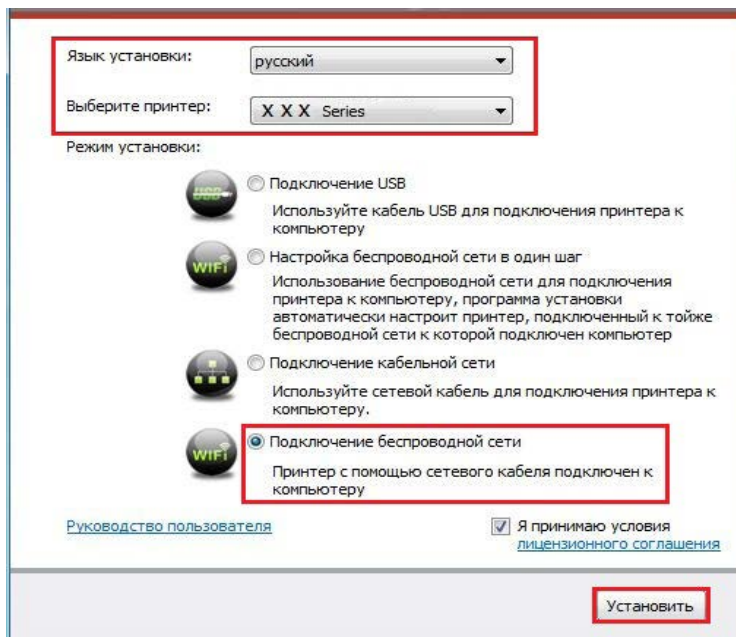 Язык установки: русский
Выберите принтер: X X X Series
Режим установки:
USB
Подключение USB
Используйте кабель USB для подключения принтера к
компьютеру
WiFi
Настройка беспроводной сети в один шаг
Использование беспроводной сети для подключения
принтера к компьютеру, программа установки
автоматически настроит принтер, подключенный к тойже
беспроводной сети к которой подключен компьютер
Подключение кабельной сети
Используйте сетевой кабель для подключения принтера к
компьютеру.
WiFi
Подключение беспроводной сети
Принтер с помощью сетевого кабеля подключен к
компьютеру
Руководство пользователя
Я принимаю условия
лицензионного соглашения
Установить